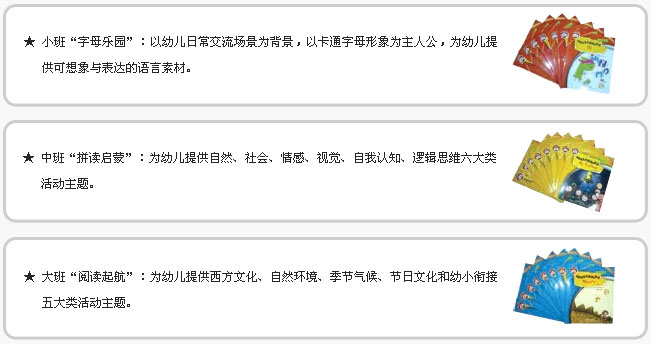 ★ 小班“字母乐园”：以幼儿日常交流场景为背景，以卡通字母形象为主人公，为幼儿提
供可想象与表达的语言素材。
★ 中班“拼读启蒙”：为幼儿提供自然、社会、情感、视觉、自我认知、逻辑思维六大类
活动主题。
★ 大班“阅读起航”：为幼儿提供西方文化、自然环境、季节气候、节日文化和幼小衔接
五大类活动主题。